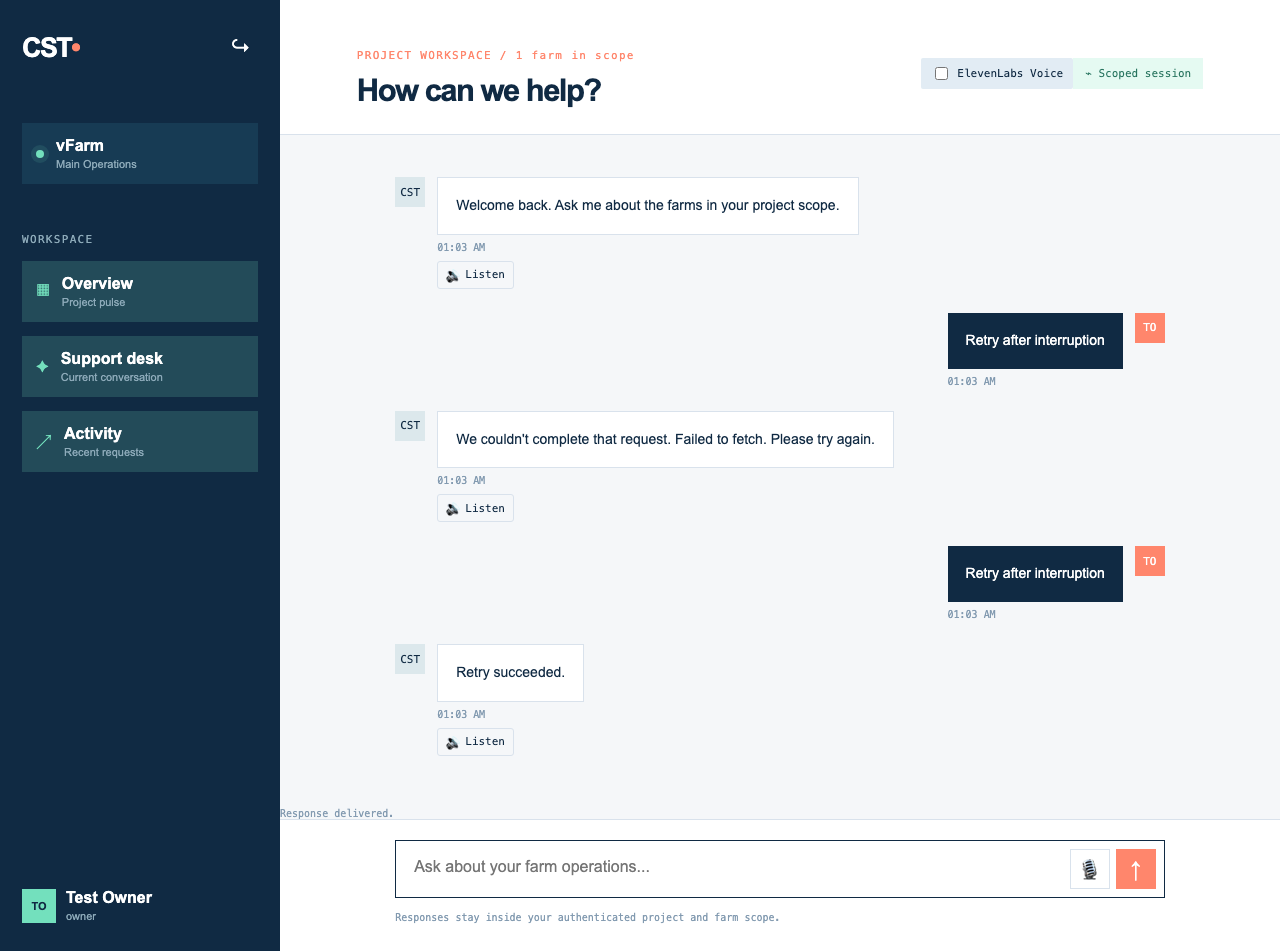 CST
vFarm
Main Operations
WORKSPACE
Overview
Project pulse
Support desk
Current conversation
Activity
Recent requests
TO
Test Owner
owner
PROJECT WORKSPACE / 1 farm in scope
How can we help?
ElevenLabs Voice
Scoped session
CST
Welcome back. Ask me about the farms in your project scope.
01:03 AM
Listen
Retry after interruption
TO
01:03 AM
CST
We couldn't complete that request. Failed to fetch. Please try again.
01:03 AM
Listen
Retry after interruption
TO
01:03 AM
CST
Retry succeeded.
01:03 AM
Listen
Response delivered.
Ask about your farm operations...
Responses stay inside your authenticated project and farm scope.